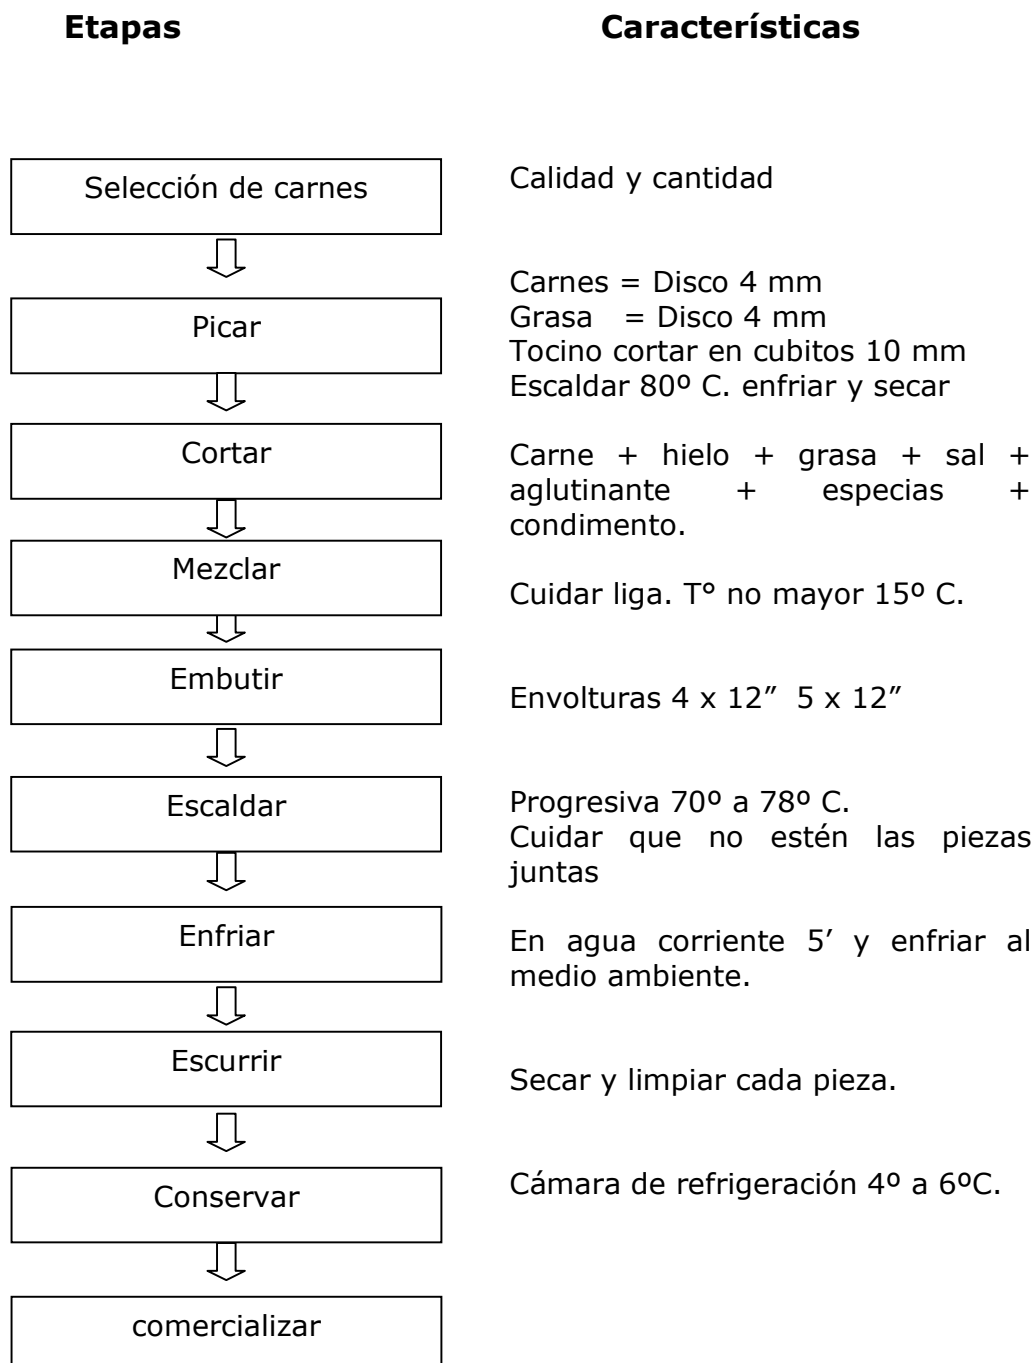 Etapas Características
Selección de carnes
Calidad y cantidad
Picar
Carnes = Disco 4 mm
Grasa = Disco 4 mm
Tocino cortar en cubitos 10 mm
Escaldar 80º C. enfriar y secar
Cortar
Carne + hielo + grasa + sal +
aglutinante + especias +
condimento.
Mezclar
Cuidar liga. T° no mayor 15º C.
Embutir
Envolturas 4 x 12” 5 x 12”
Escaldar
Progresiva 70º a 78º C.
Cuidar que no estén las piezas
juntas
Enfriar
En agua corriente 5’ y enfriar al
medio ambiente.
Escurrir
Secar y limpiar cada pieza.
Conservar
Cámara de refrigeración 4º a 6ºC.
comercializar